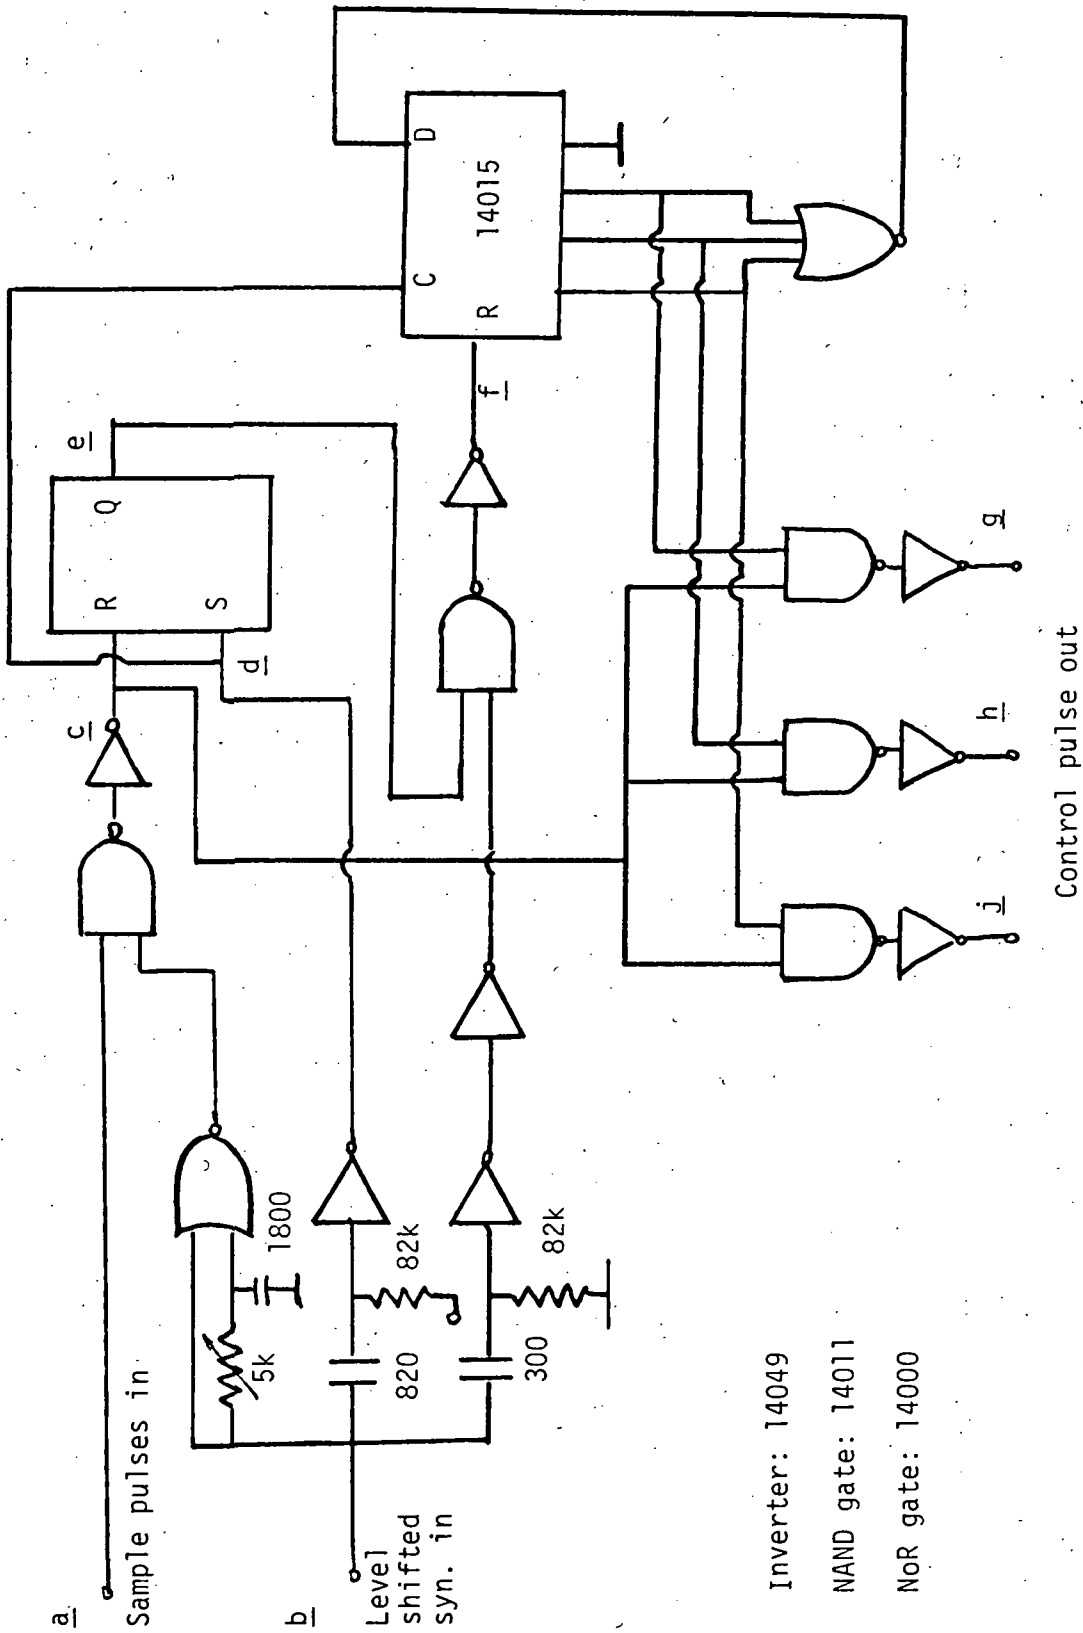 a
Sample pulses in
b
Level
shifted
syn. in
5k
1800
820
82k
300
82k
c
d
R
Q
S
e
f
C
D
R
14015
g
h
j
Control pulse out
Inverter: 14049
NAND gate: 14011
NoR gate: 14000